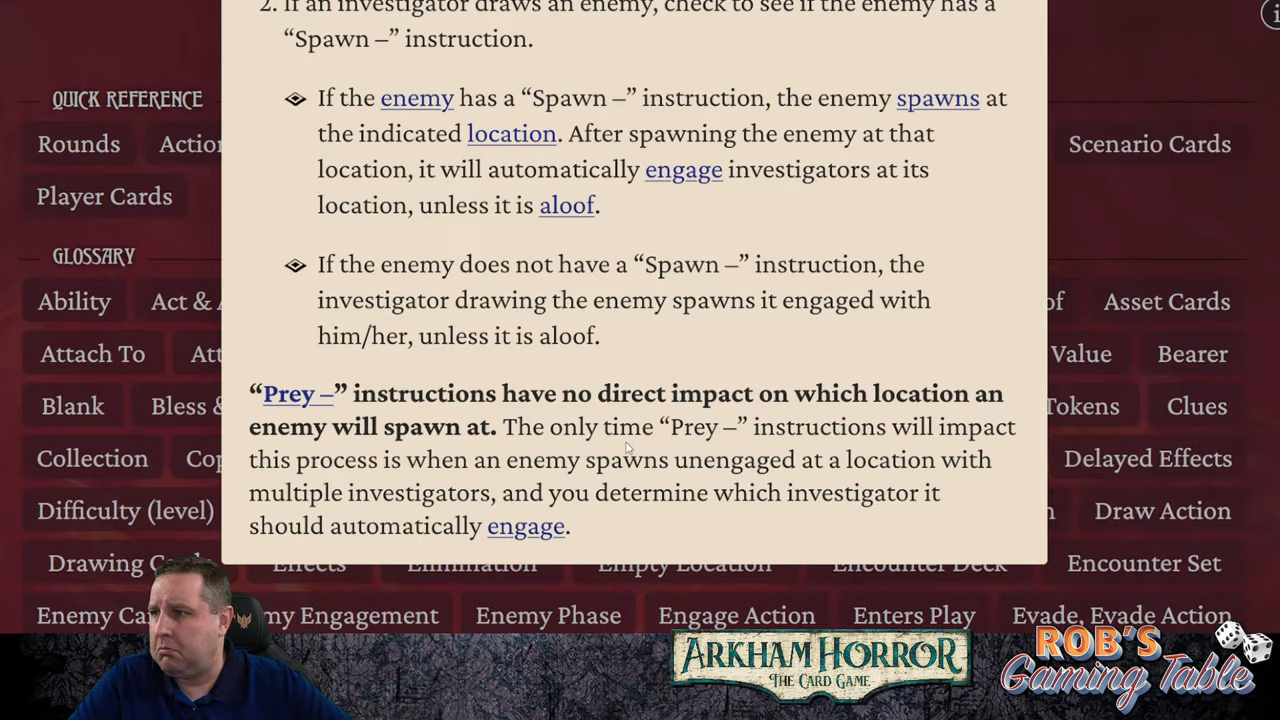 2. If an investigator draws an enemy, check to see if the enemy has a
“Spawn –” instruction.
If the enemy has a “Spawn –” instruction, the enemy spawns at
the indicated location. After spawning the enemy at that
location, it will automatically engage investigators at its
location, unless it is aloof.
If the enemy does not have a “Spawn –” instruction, the
investigator drawing the enemy spawns it engaged with
him/her, unless it is aloof.
“Prey –” instructions have no direct impact on which location an
enemy will spawn at. The only time “Prey –” instructions will impact
this process is when an enemy spawns unengaged at a location with
multiple investigators, and you determine which investigator it
should automatically engage.
QUICK REFERENCE
Rounds
Scenario Cards
Player Cards
GLOSSARY
Ability Act &
Asset Cards
Attach To
Value Bearer
Blank Bless &
Tokens Clues
Collection
Delayed Effects
Difficulty (level)
Draw Action
Drawing Effects Elimination Empty Location Encounter Deck Encounter Set
Enemy Engagement Enemy Phase Engage Action Enters Play Evade, Evade Action
ARKHAM HORROR
THE CARD GAME
ROB'S
Gaming Table